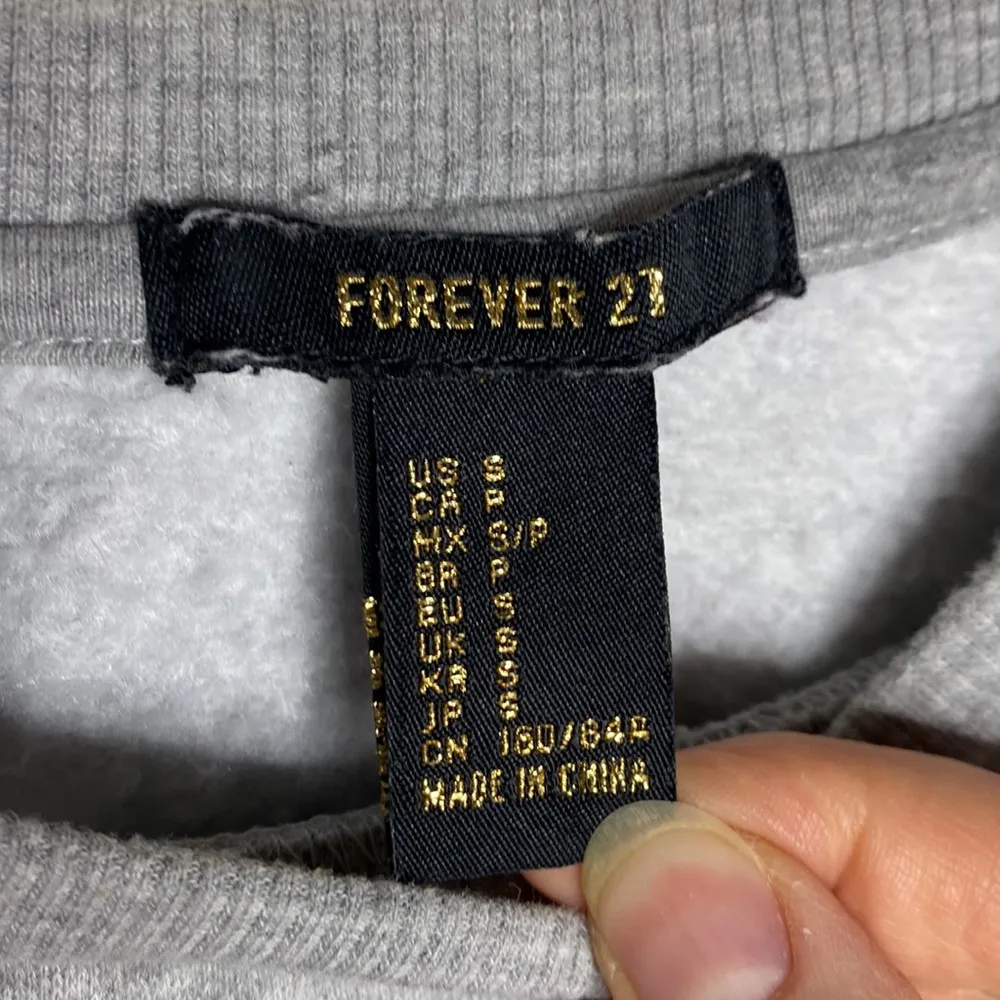 FOREVER 21
US S
CA P
MX S/P
BR P
EU S
UK S
KR S
JP S
CN 160/84A
MADE IN CHINA